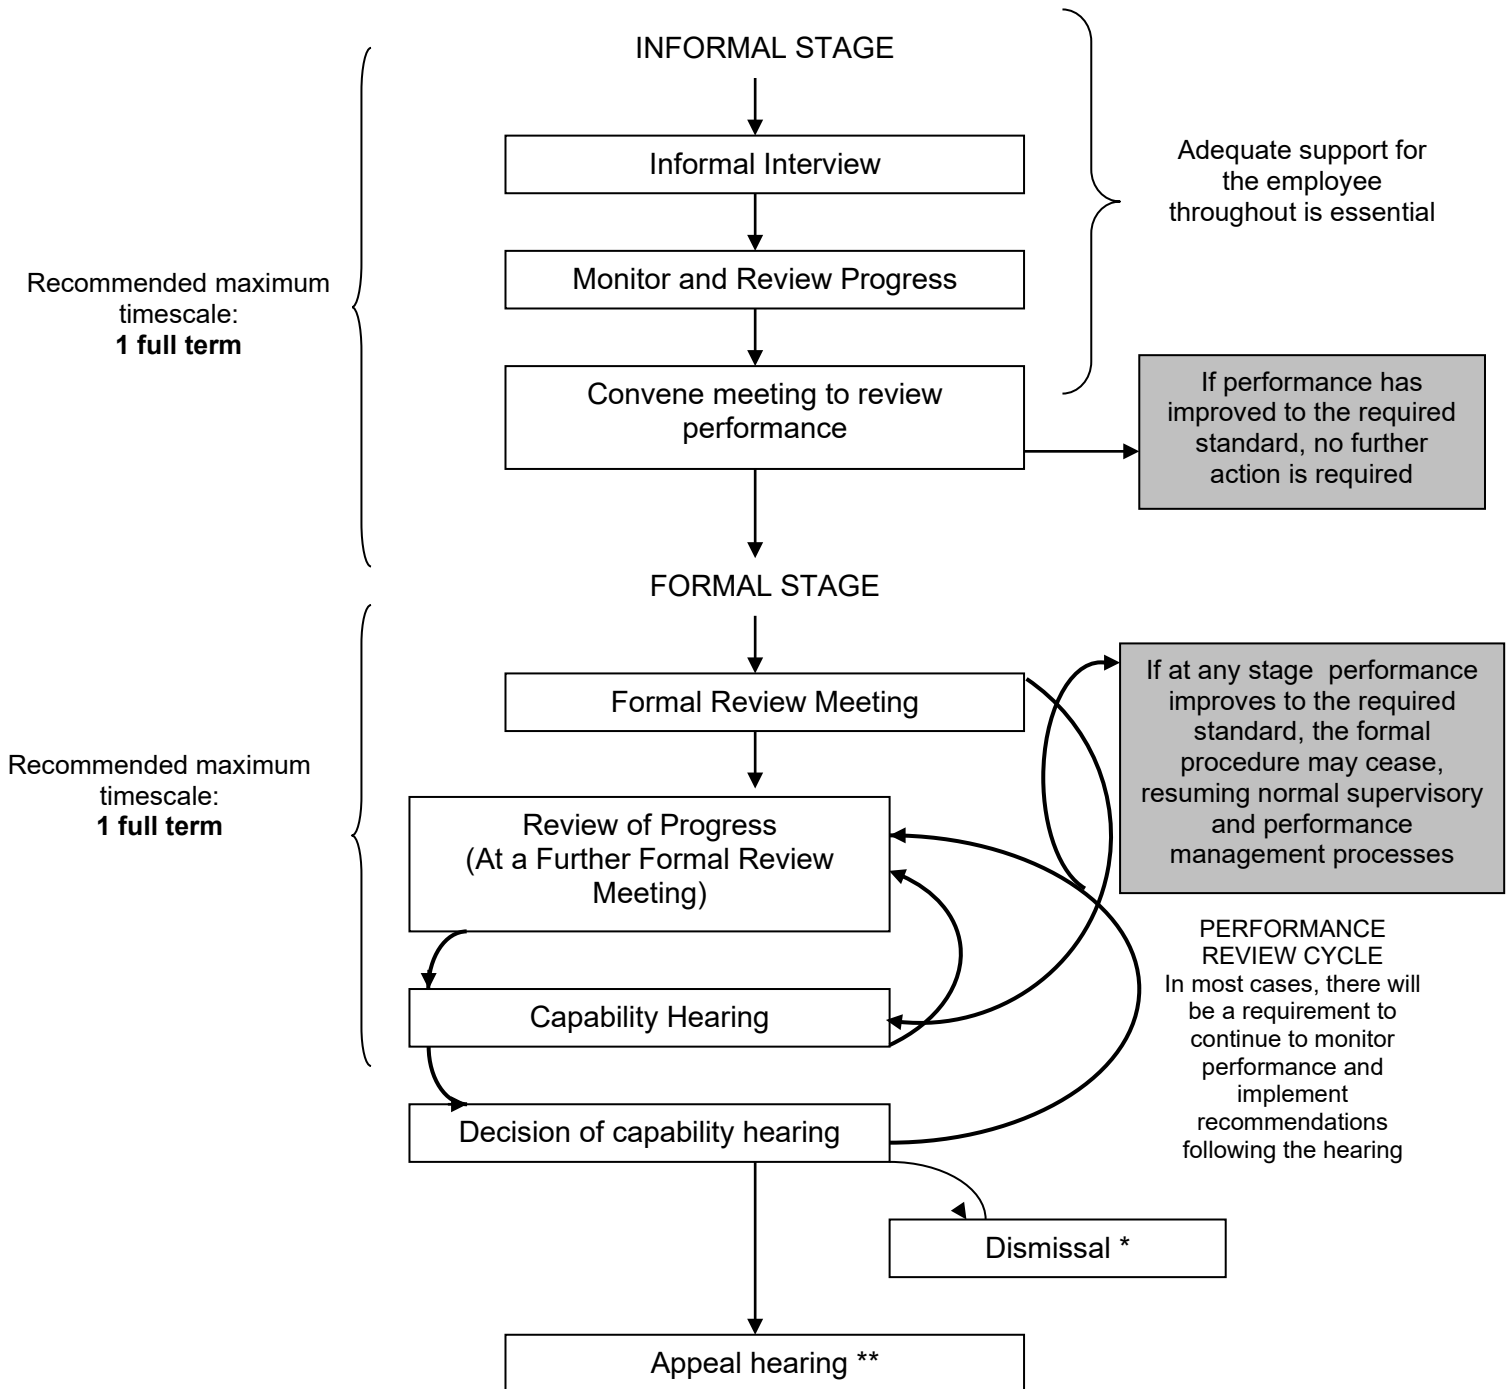 INFORMAL STAGE
Informal Interview
Adequate support for
the employee
throughout is essential
Monitor and Review Progress
Recommended maximum
timescale:
1 full term
Convene meeting to review
performance
If performance has
improved to the required
standard, no further
action is required
FORMAL STAGE
Formal Review Meeting
If at any stage  performance
improves to the required
standard, the formal
procedure may cease,
resuming normal supervisory
and performance
management processes
Recommended maximum
timescale:
1 full term
Review of Progress
(At a Further Formal Review
Meeting)
PERFORMANCE
REVIEW CYCLE
In most cases, there will
be a requirement to
continue to monitor
performance and
implement
recommendations
following the hearing
Capability Hearing
Decision of capability hearing
Dismissal *
Appeal hearing **